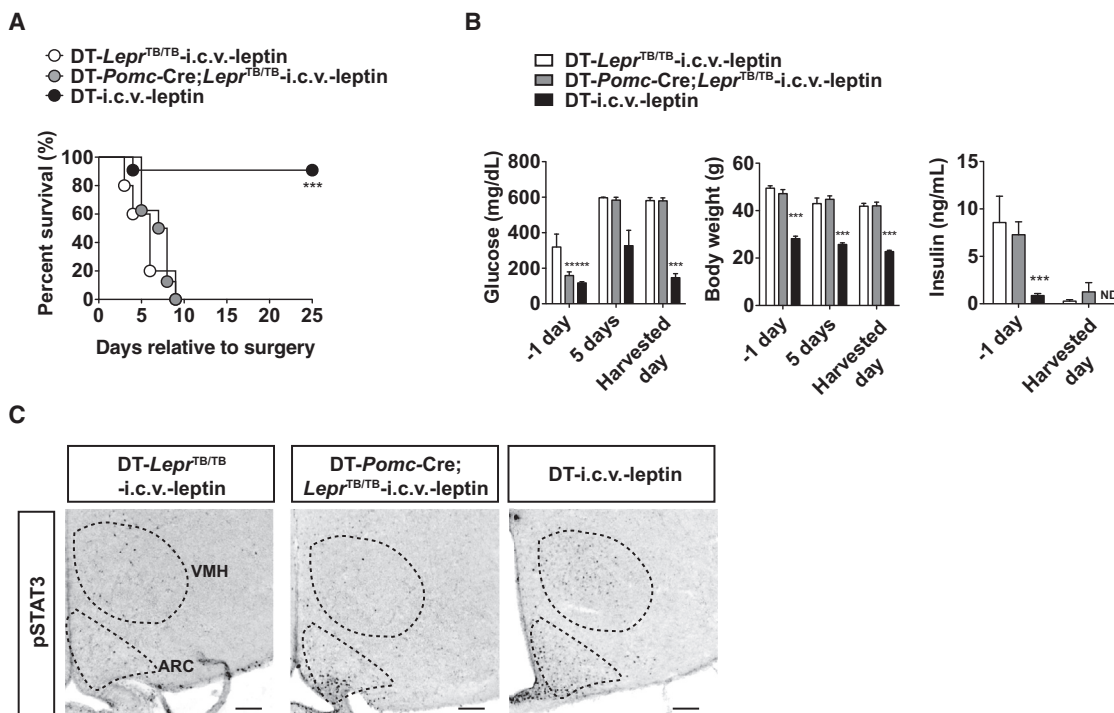 A
DT-Lepr^TB/TB-i.c.v.-leptin
DT-Pomc-Cre;Lepr^TB/TB-i.c.v.-leptin
DT-i.c.v.-leptin
Percent survival (%)
100
80
60
40
20
0
***
0 5 10 15 20 25
Days relative to surgery
B
DT-Lepr^TB/TB-i.c.v.-leptin
DT-Pomc-Cre;Lepr^TB/TB-i.c.v.-leptin
DT-i.c.v.-leptin
Glucose (mg/dL)
800
600
400
200
*****
***
-1 day
5 days
Harvested
day
Body weight (g)
60
40
20
0
***
***
***
-1 day
5 days
Harvested
day
Insulin (ng/mL)
15
10
5
0
***
ND
-1 day
Harvested
day
C
DT-Lepr^TB/TB
-i.c.v.-leptin
DT-Pomc-Cre;
Lepr^TB/TB-i.c.v.-leptin
DT-i.c.v.-leptin
pSTAT3
VMH
ARC